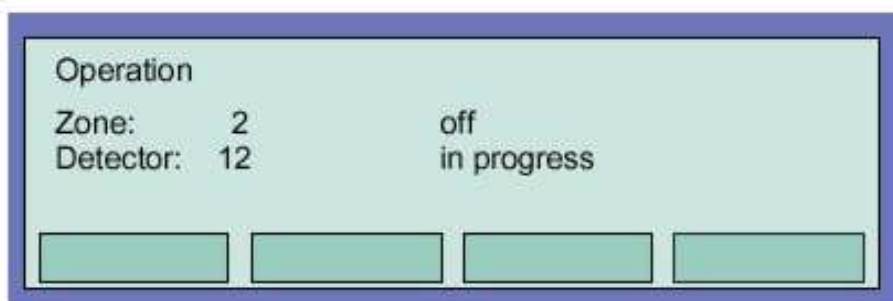 Operation
Zone: 2 off
Detector: 12 in progress